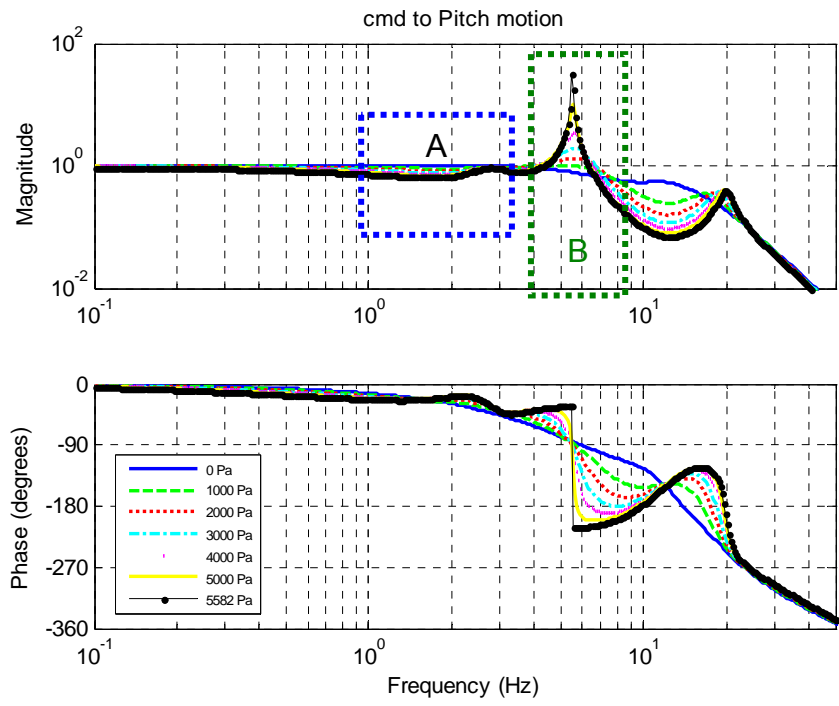 cmd to Pitch motion
10^2
10^0
10^-2
Magnitude
A
B
10^-1
10^0
10^1
0
-90
-180
-270
-360
Phase (degrees)
0 Pa
1000 Pa
2000 Pa
3000 Pa
4000 Pa
5000 Pa
5582 Pa
10^-1
10^0
10^1
Frequency (Hz)